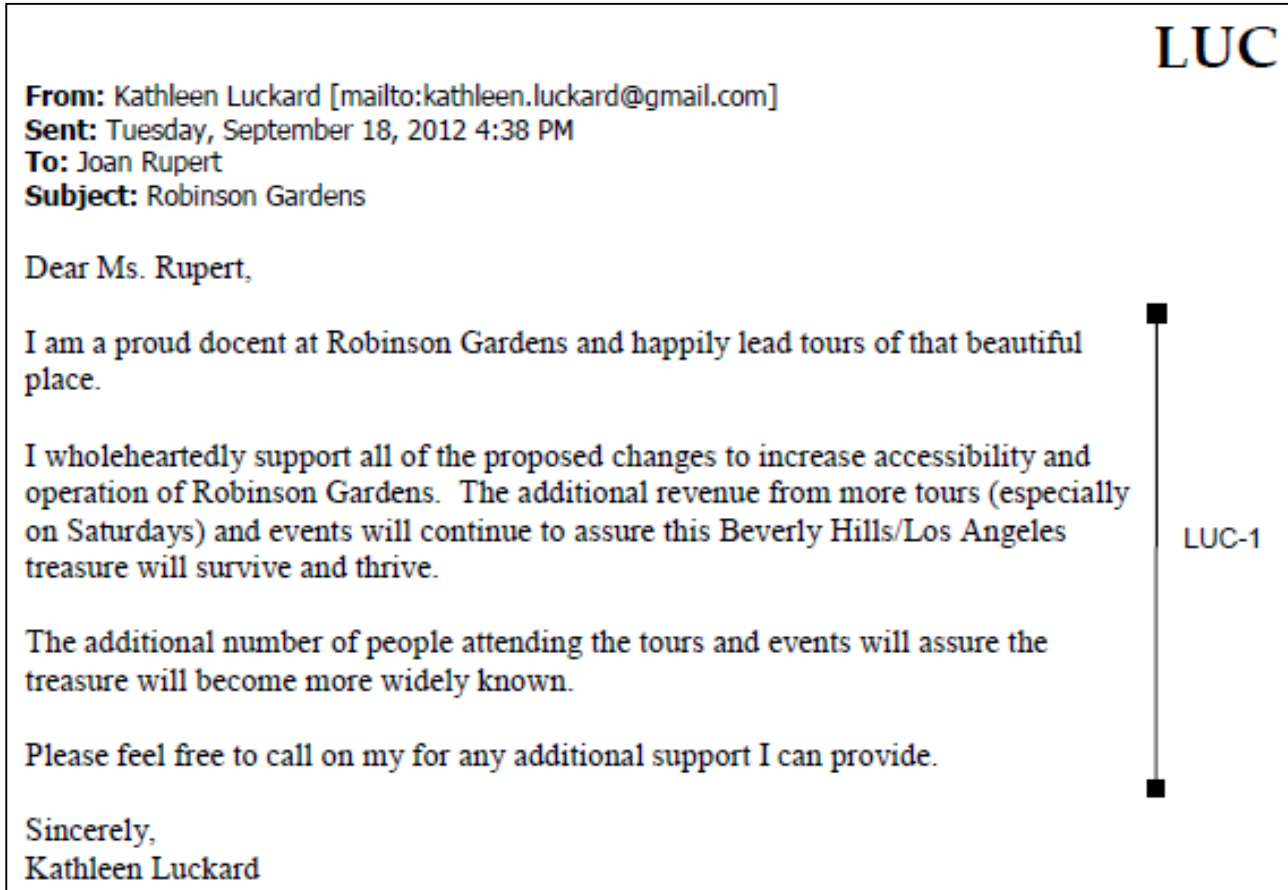 LUC
From: Kathleen Luckard [mailto:kathleen.luckard@gmail.com]
Sent: Tuesday, September 18, 2012 4:38 PM
To: Joan Rupert
Subject: Robinson Gardens
Dear Ms. Rupert,
I am a proud docent at Robinson Gardens and happily lead tours of that beautiful
place.
I wholeheartedly support all of the proposed changes to increase accessibility and
operation of Robinson Gardens.  The additional revenue from more tours (especially
on Saturdays) and events will continue to assure this Beverly Hills/Los Angeles
treasure will survive and thrive.
LUC-1
The additional number of people attending the tours and events will assure the
treasure will become more widely known.
Please feel free to call on my for any additional support I can provide.
Sincerely,
Kathleen Luckard